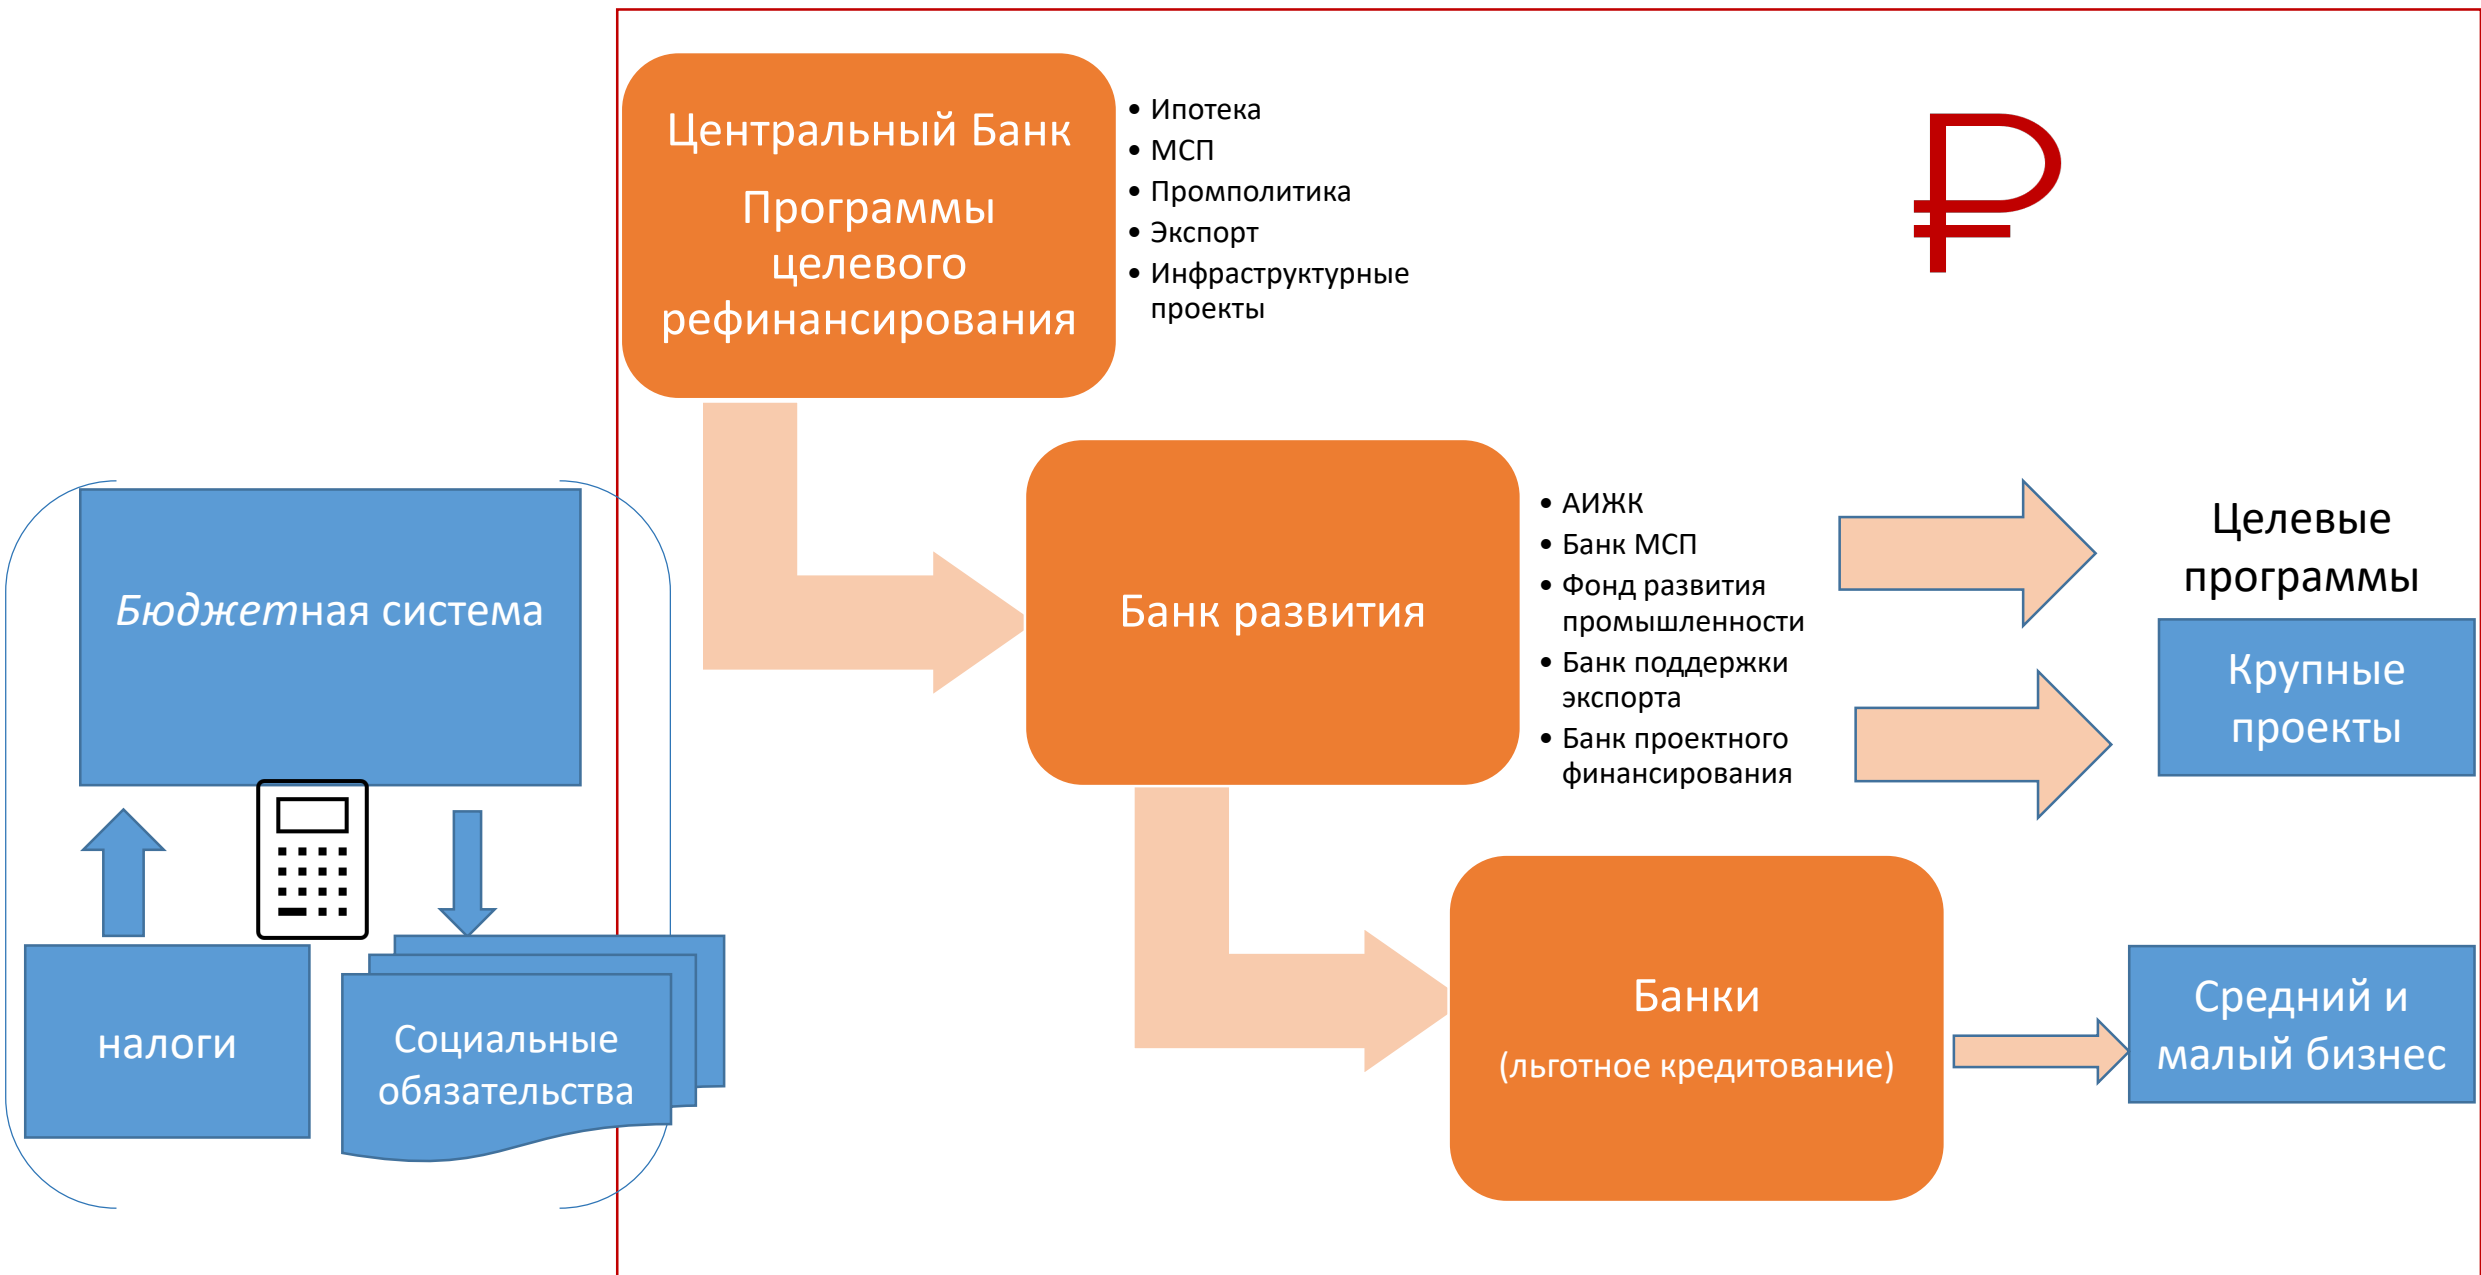 Центральный Банк
Программы
целевого
рефинансирования
• Ипотека
• МСП
• Промполитика
• Экспорт
• Инфраструктурные
проекты
₽
Бюджетная система
налоги
Социальные
обязательства
Банк развития
• АИЖК
• Банк МСП
• Фонд развития
промышленности
• Банк поддержки
экспорта
• Банк проектного
финансирования
Целевые
программы
Крупные
проекты
Банки
(льготное кредитование)
Средний и
малый бизнес